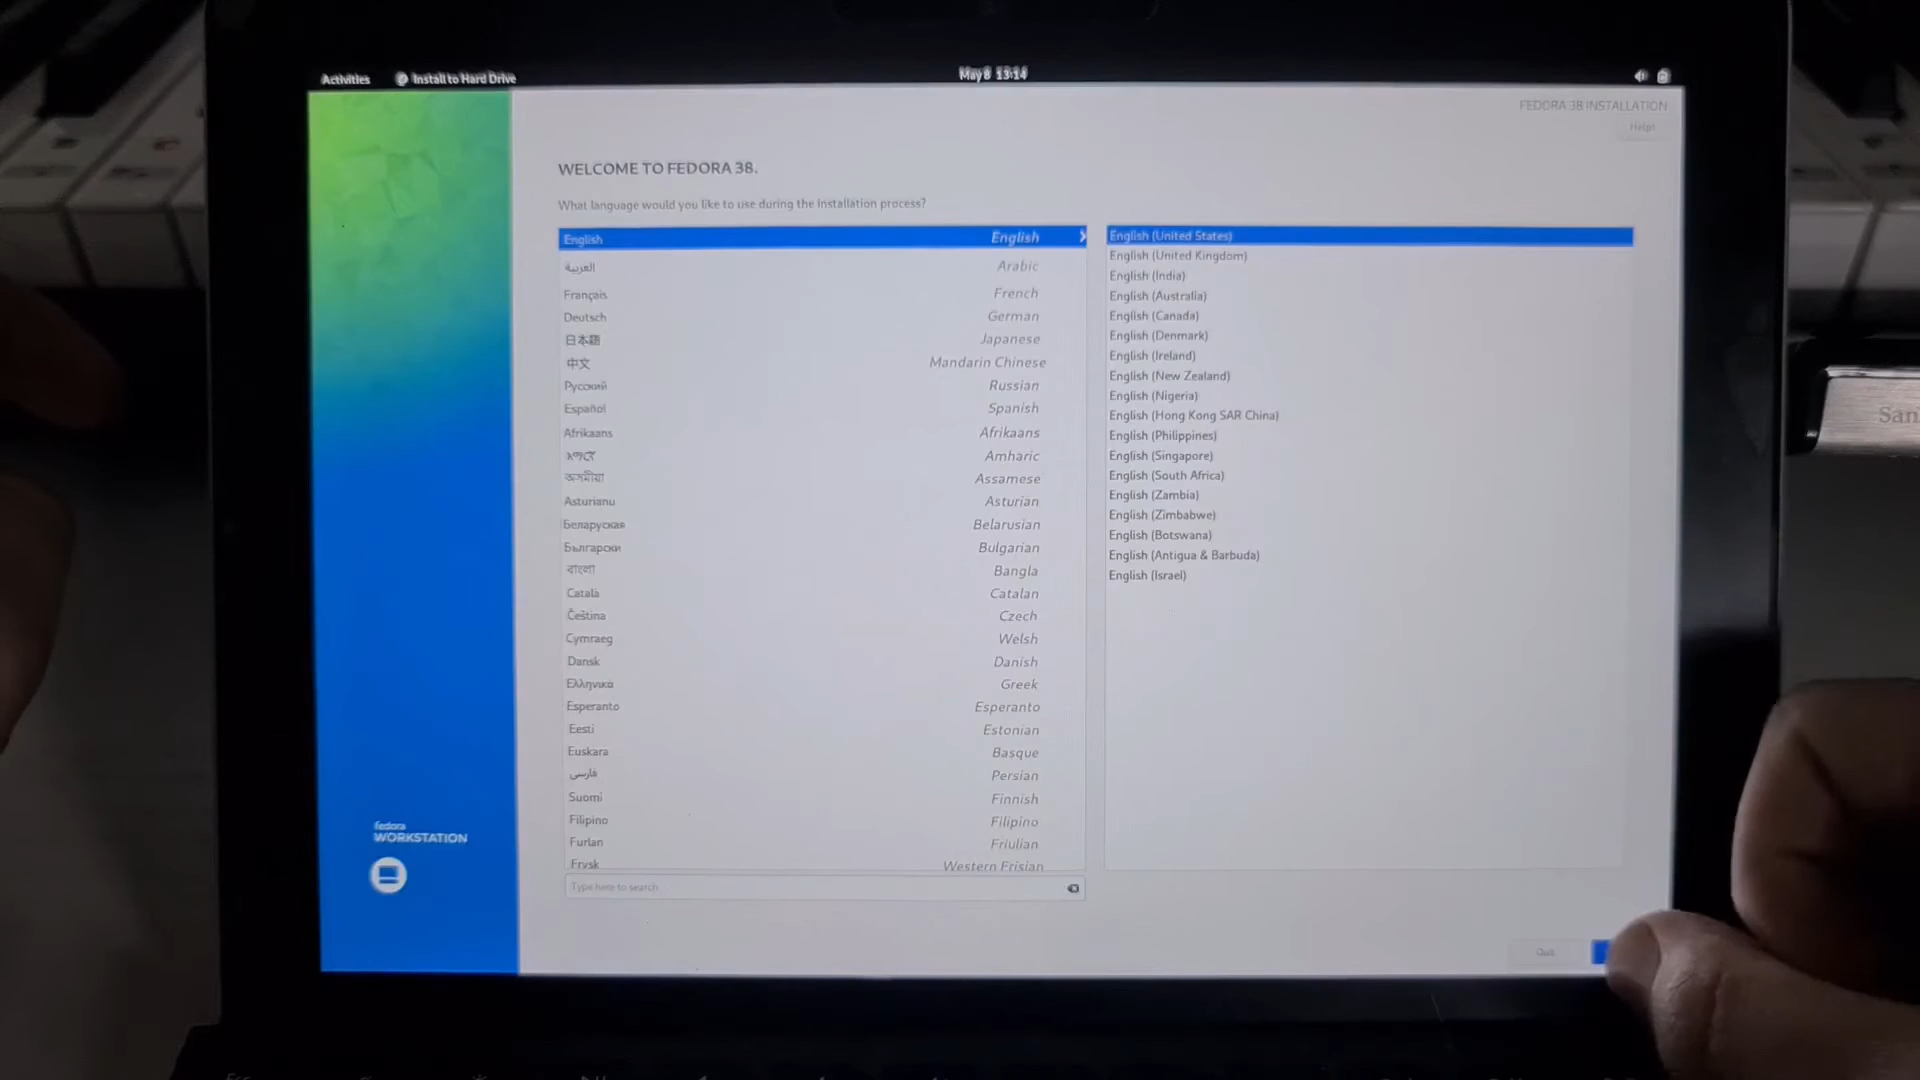 Activities Install to Hard Drive May 8 13:14
FEDORA 38 INSTALLATION
Help!
WELCOME TO FEDORA 38.
What language would you like to use during the installation process?
English English
العربية Arabic
Français French
Deutsch German
日本語 Japanese
中文 Mandarin Chinese
Русский Russian
Español Spanish
Afrikaans Afrikaans
አማርኛ Amharic
অসমীয়া Assamese
Asturianu Asturian
Беларуская Belarusian
Български Bulgarian
বাংলা Bangla
Català Catalan
Čeština Czech
Cymraeg Welsh
Dansk Danish
Ελληνικά Greek
Esperanto Esperanto
Eesti Estonian
Euskara Basque
فارسی Persian
Suomi Finnish
Filipino Filipino
Furlan Friulian
Frysk Western Frisian
Type here to search.
English (United States)
English (United Kingdom)
English (India)
English (Australia)
English (Canada)
English (Denmark)
English (Ireland)
English (New Zealand)
English (Nigeria)
English (Hong Kong SAR China)
English (Philippines)
English (Singapore)
English (South Africa)
English (Zambia)
English (Zimbabwe)
English (Botswana)
English (Antigua & Barbuda)
English (Israel)
fedora
WORKSTATION
Quit
San